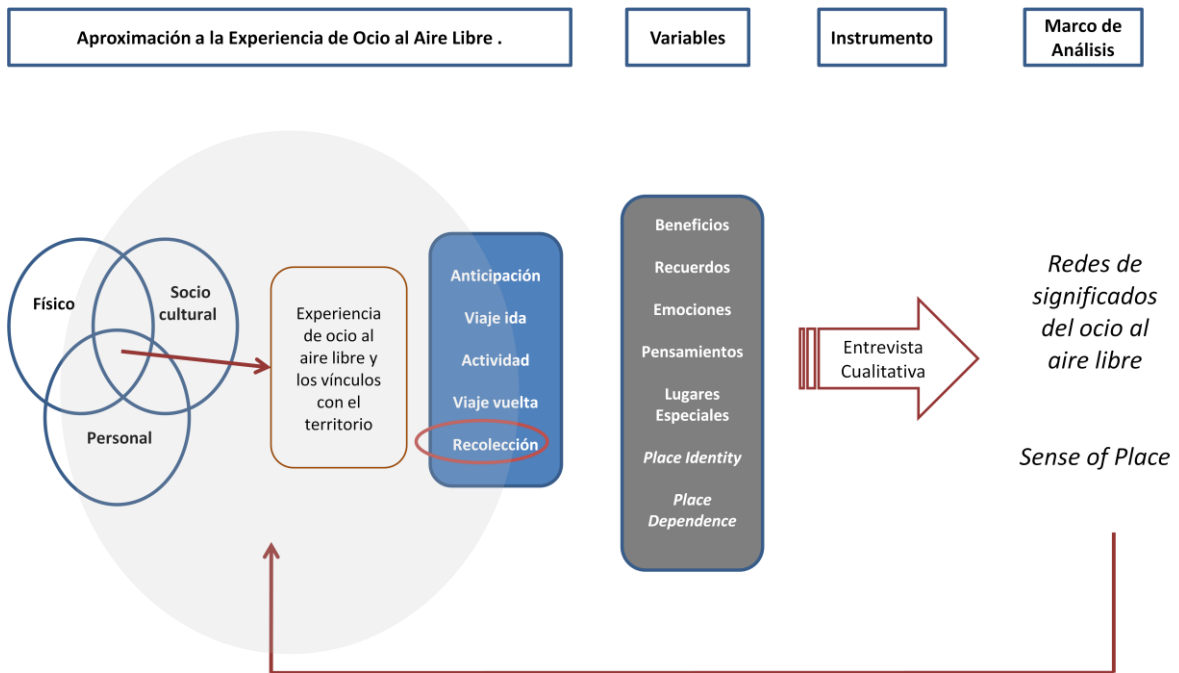 Aproximación a la Experiencia de Ocio al Aire Libre .
Variables
Instrumento
Marco de
Análisis
Físico
Socio
cultural
Personal
Experiencia
de ocio al
aire libre y
los vínculos
con el
territorio
Anticipación
Viaje ida
Actividad
Viaje vuelta
Recolección
Beneficios
Recuerdos
Emociones
Pensamientos
Lugares
Especiales
Place Identity
Place
Dependence
Entrevista
Cualitativa
Redes de
significados
del ocio al
aire libre
Sense of Place